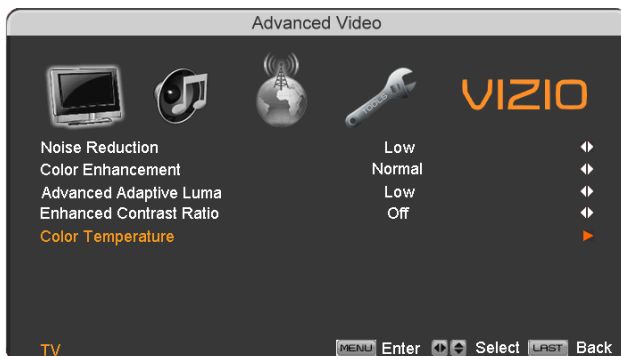 Advanced Video
TOOLS
VIZIO
Noise Reduction Low
Color Enhancement Normal
Advanced Adaptive Luma Low
Enhanced Contrast Ratio Off
Color Temperature
TV MENU Enter Select LAST Back